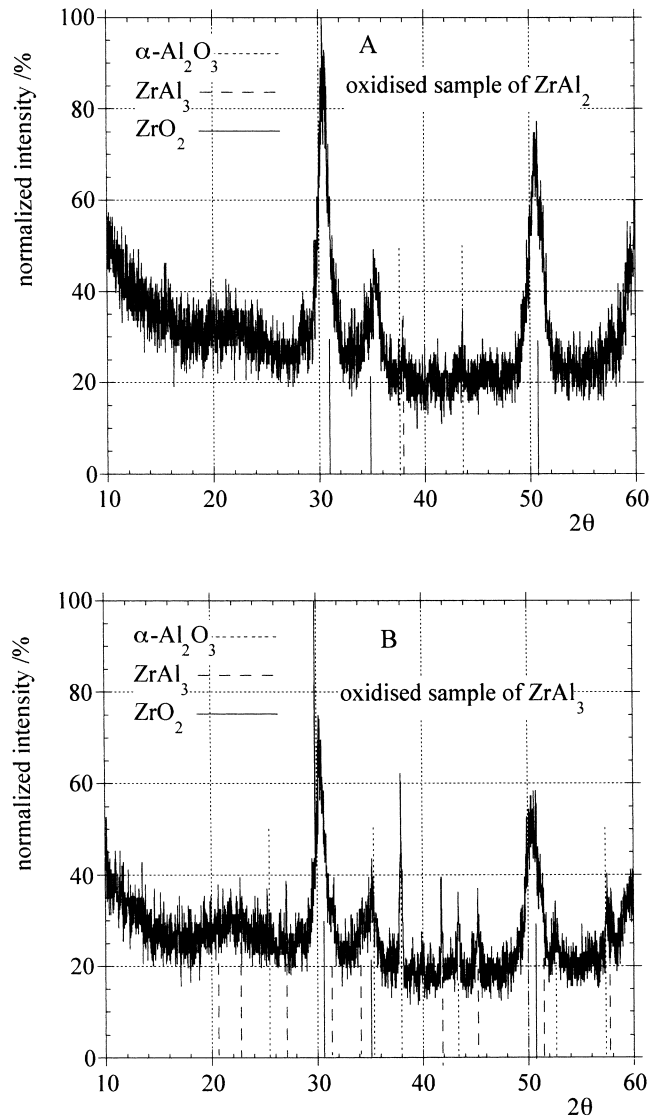 100
80
60
40
20
0
normalized intensity /%
α-Al₂O₃
ZrAl₃
ZrO₂
A
oxidised sample of ZrAl₂
10 20 30 40 50 60
2θ
100
80
60
40
20
0
normalized intensity /%
α-Al₂O₃
ZrAl₃
ZrO₂
B
oxidised sample of ZrAl₃
10 20 30 40 50 60
2θ